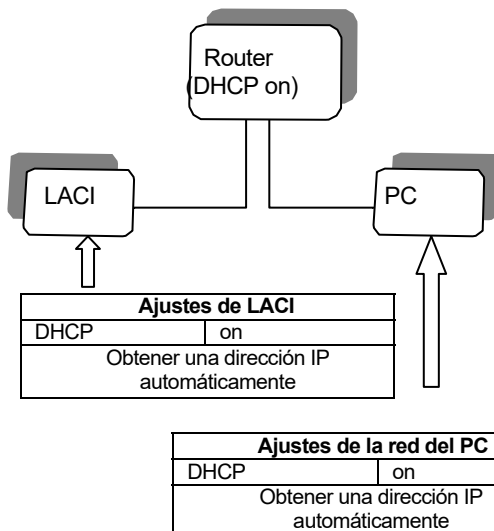 Router
(DHCP on)
LACI
PC
Ajustes de LACI
DHCP on
Obtener una dirección IP
automáticamente
Ajustes de la red del PC
DHCP on
Obtener una dirección IP
automáticamente